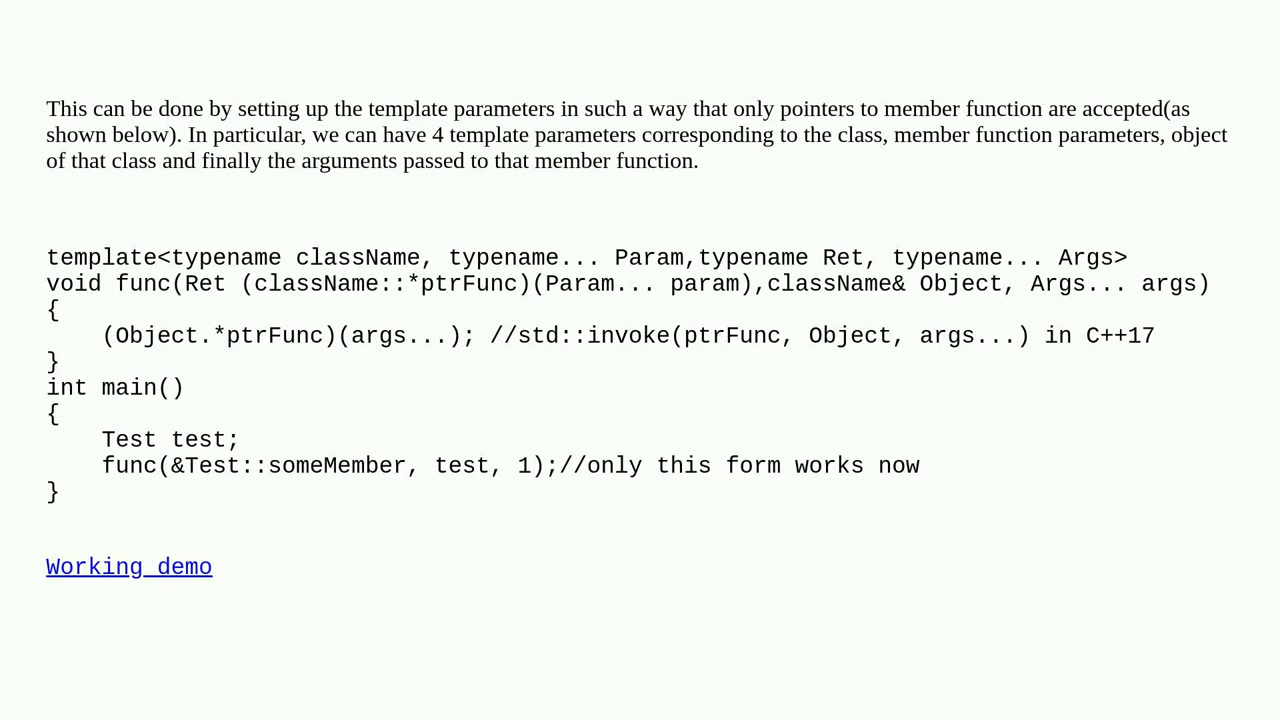 This can be done by setting up the template parameters in such a way that only pointers to member function are accepted(as
shown below). In particular, we can have 4 template parameters corresponding to the class, member function parameters, object
of that class and finally the arguments passed to that member function.
template<typename className, typename... Param,typename Ret, typename... Args>
void func(Ret (className::*ptrFunc)(Param... param),className& Object, Args... args)
{
    (Object.*ptrFunc)(args...); //std::invoke(ptrFunc, Object, args...) in C++17
}
int main()
{
    Test test;
    func(&Test::someMember, test, 1);//only this form works now
}
Working demo